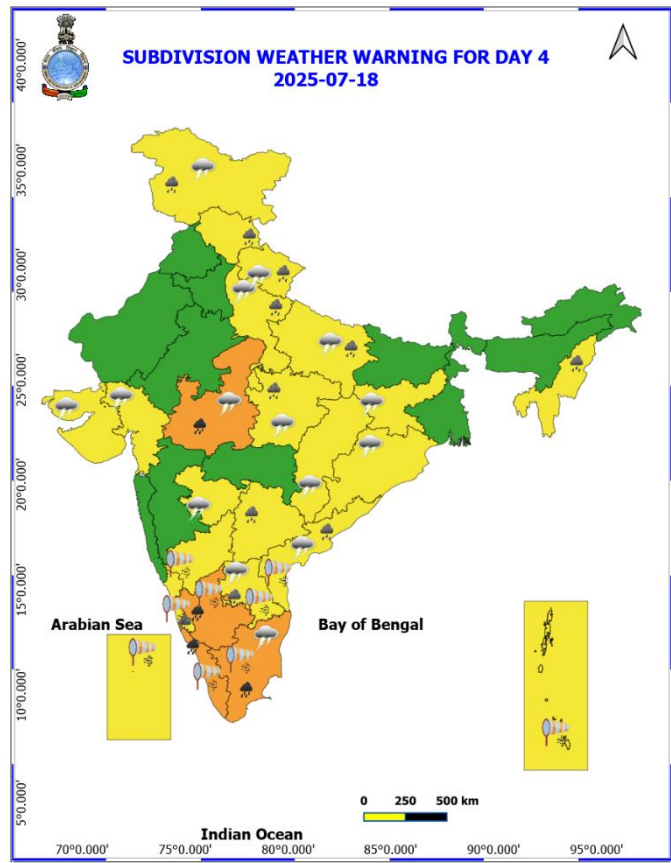 SUBDIVISION WEATHER WARNING FOR DAY 4
2025-07-18
40°0.000'
35°0.000'
30°0.000'
25°0.000'
20°0.000'
15°0.000'
10°0.000'
5°0.000'
Arabian Sea
Bay of Bengal
0 250 500 km
Indian Ocean
70°0.000' 75°0.000' 80°0.000' 85°0.000' 90°0.000' 95°0.000'